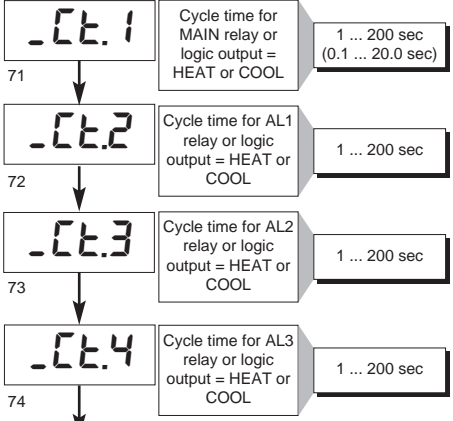 _Ct.1
Cycle time for
MAIN relay or
logic output =
HEAT or COOL
1 ... 200 sec
(0.1 ... 20.0 sec)
71
_Ct.2
Cycle time for AL1
relay or logic
output = HEAT or
COOL
1 ... 200 sec
72
_Ct.3
Cycle time for AL2
relay or logic
output = HEAT or
COOL
1 ... 200 sec
73
_Ct.4
Cycle time for AL3
relay or logic
output = HEAT or
COOL
1 ... 200 sec
74